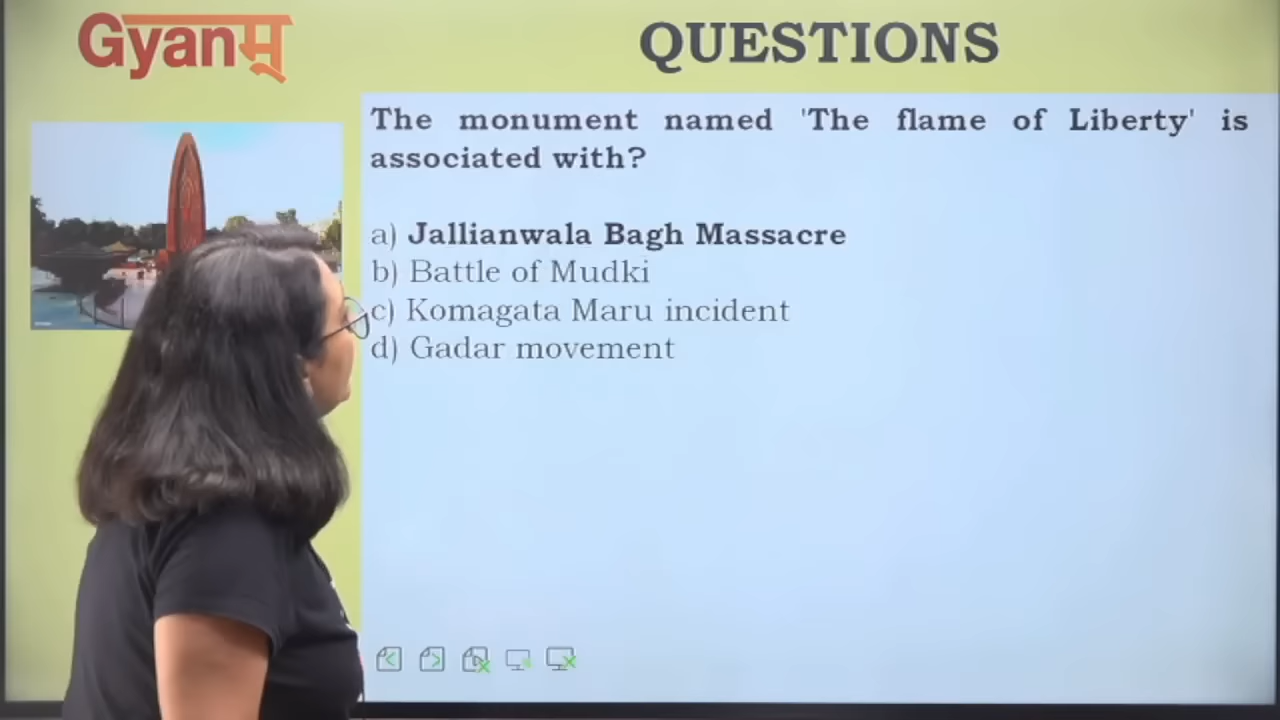 Gyanम्
QUESTIONS
The monument named 'The flame of Liberty' is
associated with?
a) Jallianwala Bagh Massacre
b) Battle of Mudki
c) Komagata Maru incident
d) Gadar movement